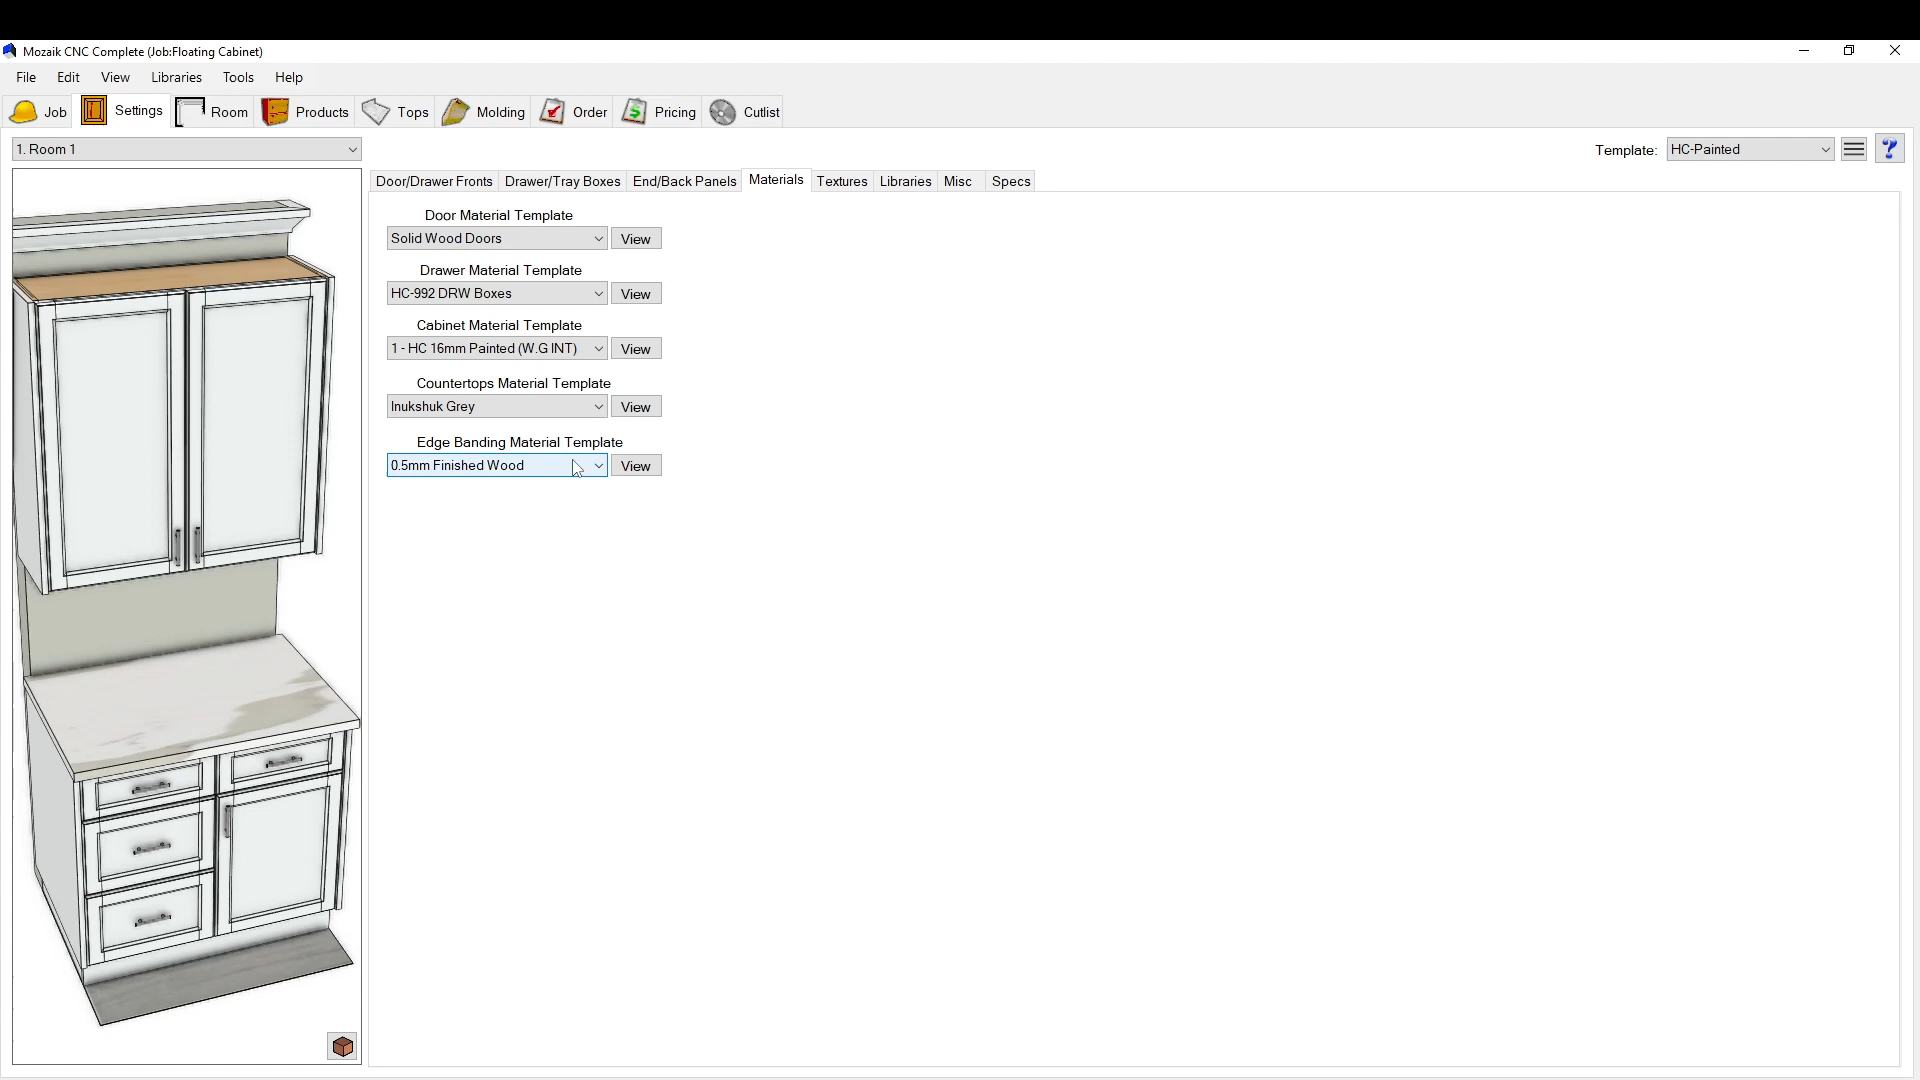 Mozaik CNC Complete (Job:Floating Cabinet)
File Edit View Libraries Tools Help
Job Settings Room Products Tops Molding Order Pricing Cutlist
1. Room 1
Template: HC-Painted
Door/Drawer Fronts Drawer/Tray Boxes End/Back Panels Materials Textures Libraries Misc Specs
Door Material Template
Solid Wood Doors View
Drawer Material Template
HC-992 DRW Boxes View
Cabinet Material Template
1 - HC 16mm Painted (W.G INT) View
Countertops Material Template
Inukshuk Grey View
Edge Banding Material Template
0.5mm Finished Wood View